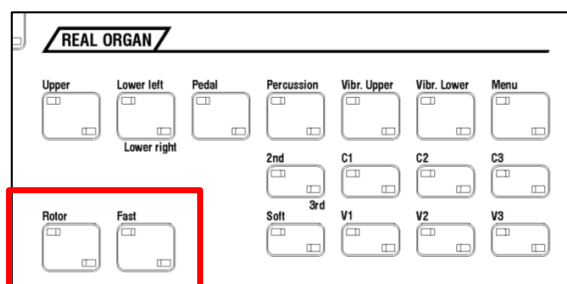 REAL ORGAN
Upper Lower left Pedal Percussion Vibr. Upper Vibr. Lower Menu
Lower right
2nd C1 C2 C3
3rd
Rotor Fast Soft V1 V2 V3